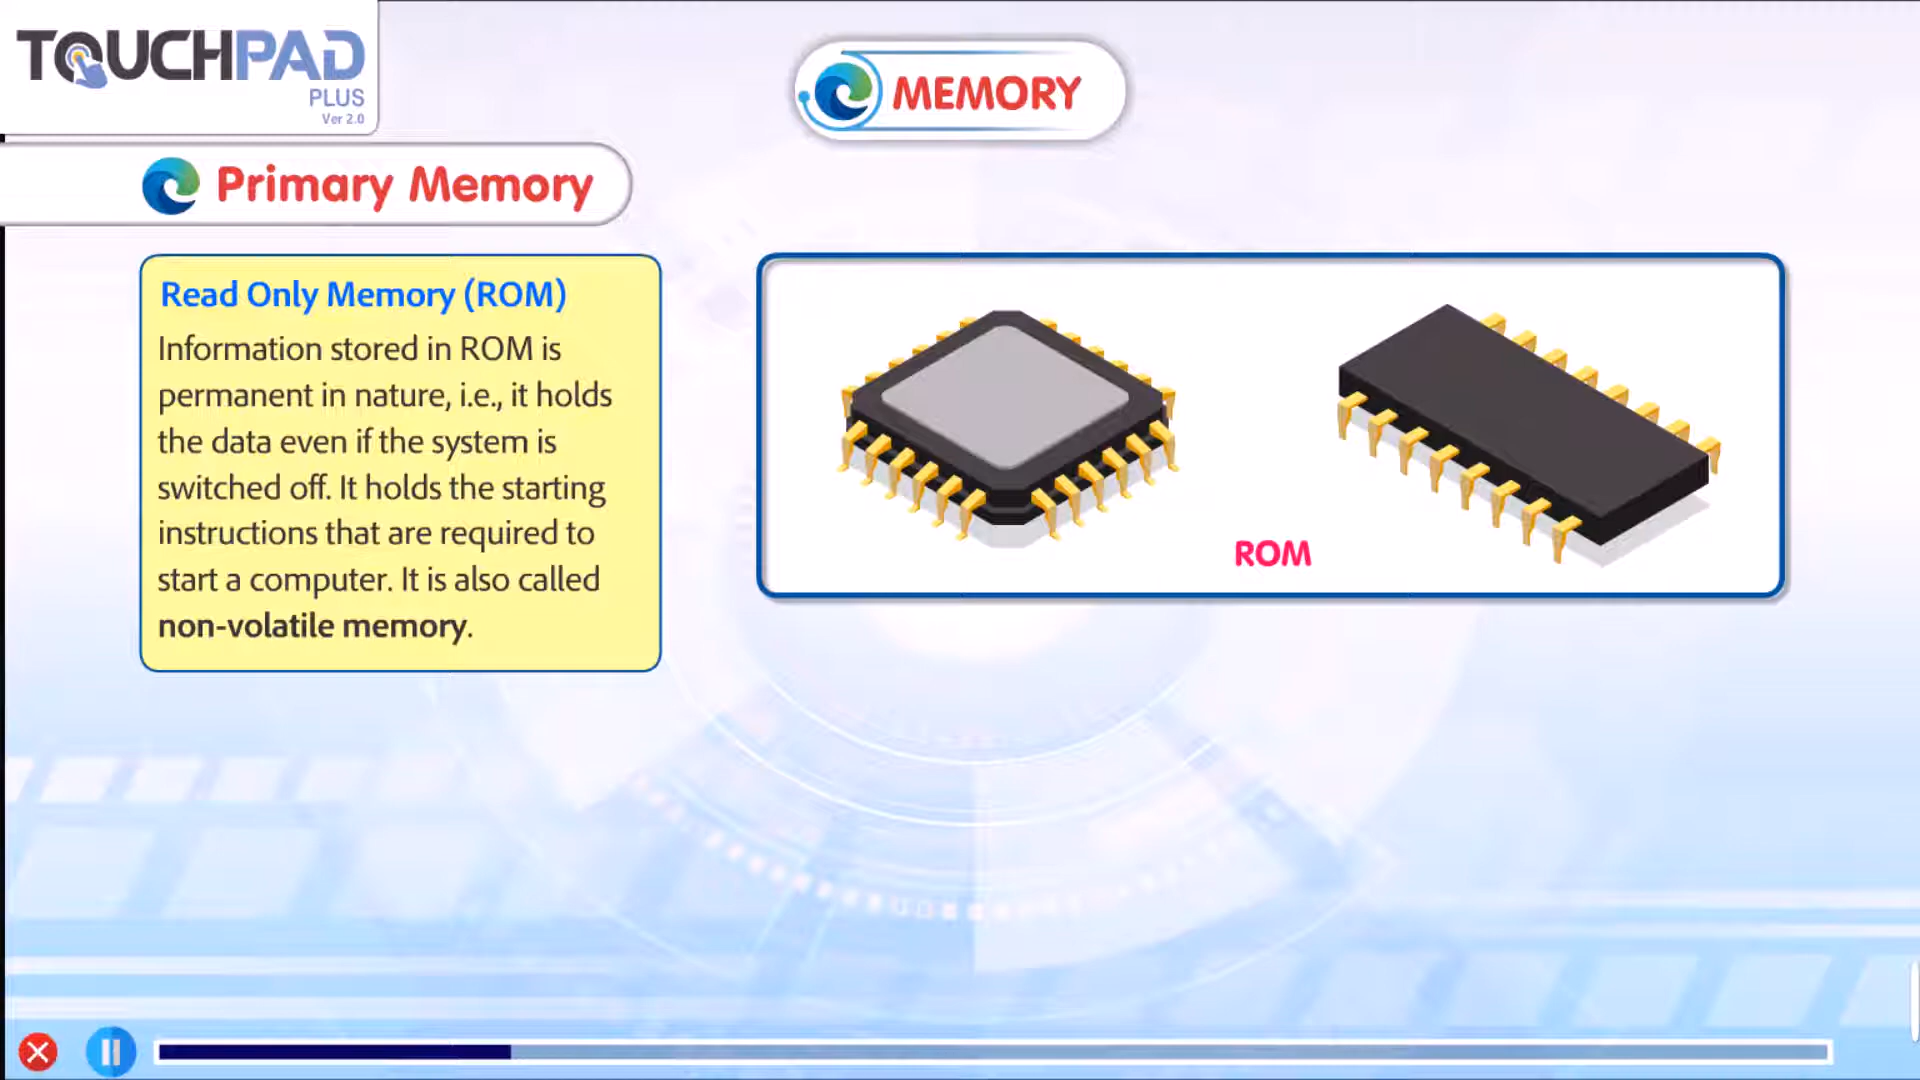 TOUCHPAD
PLUS
Ver 2.0
MEMORY
Primary Memory
Read Only Memory (ROM)
Information stored in ROM is
permanent in nature, i.e., it holds
the data even if the system is
switched off. It holds the starting
instructions that are required to
start a computer. It is also called
non-volatile memory.
ROM